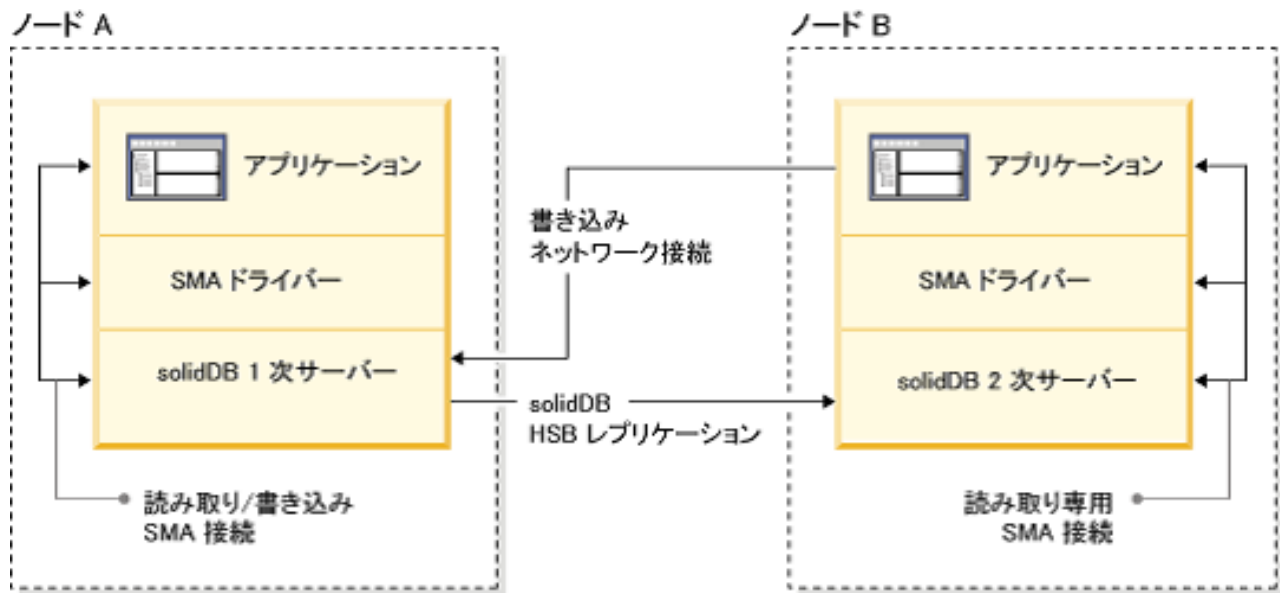 ノード A
アプリケーション
SMA ドライバー
solidDB 1 次サーバー
読み取り/書き込み
SMA 接続
書き込み
ネットワーク接続
solidDB
HSB レプリケーション
ノード B
アプリケーション
SMA ドライバー
solidDB 2 次サーバー
読み取り専用
SMA 接続